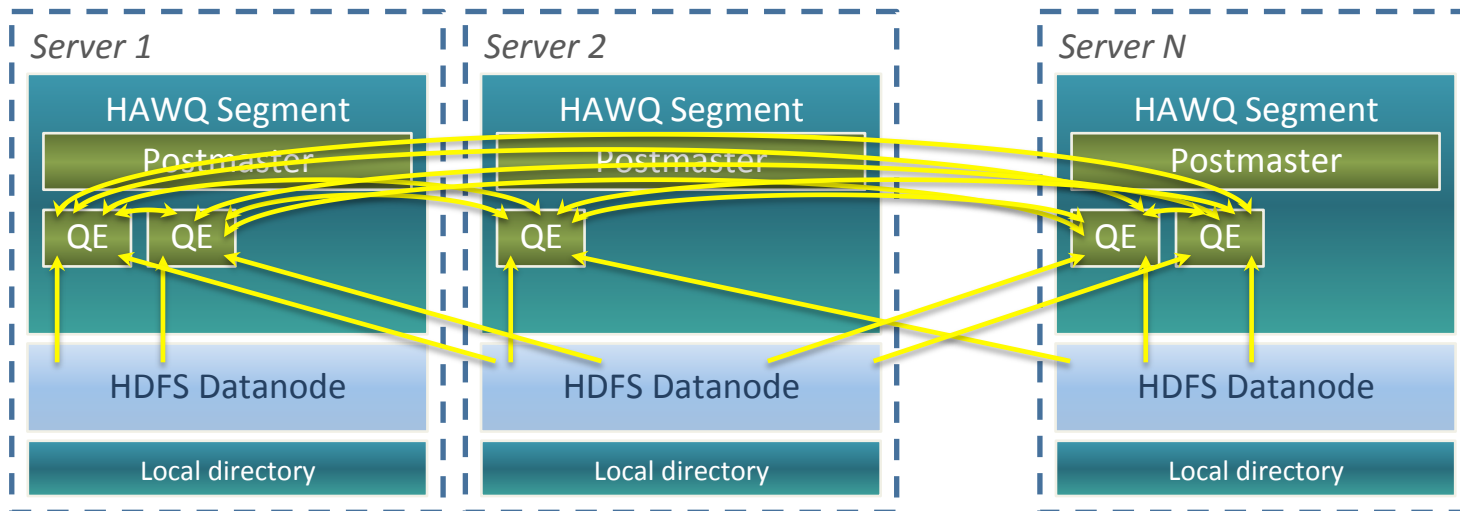 Server 1
HAWQ Segment
Postmaster
QE
QE
HDFS Datanode
Local directory
Server 2
HAWQ Segment
Postmaster
QE
HDFS Datanode
Local directory
Server N
HAWQ Segment
Postmaster
QE
QE
HDFS Datanode
Local directory